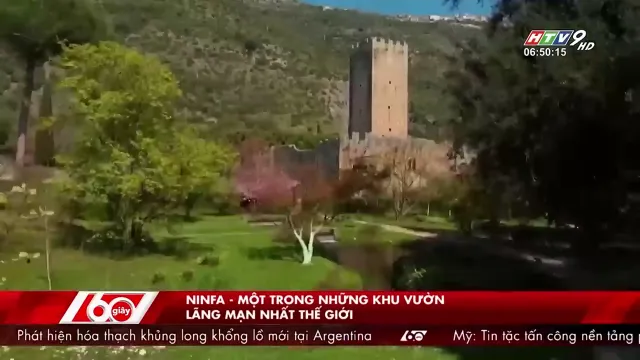 HTV9 HD
06:50:15
60 giây
NINFA - MỘT TRONG NHỮNG KHU VƯỜN
LÃNG MẠN NHẤT THẾ GIỚI
Phát hiện hóa thạch khủng long khổng lồ mới tại Argentina 60 Mỹ: Tin tặc tấn công nền tảng